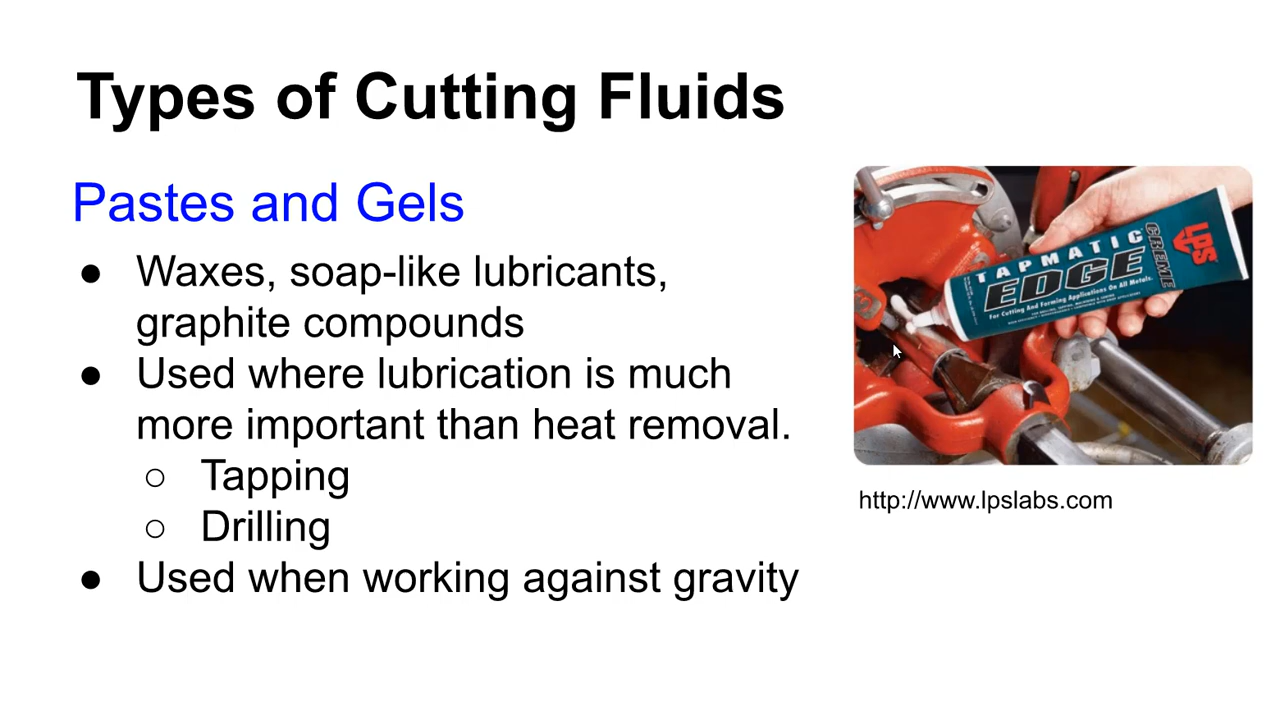 Types of Cutting Fluids
Pastes and Gels
● Waxes, soap-like lubricants,
graphite compounds
● Used where lubrication is much
more important than heat removal.
○ Tapping
○ Drilling
● Used when working against gravity
TAPMATIC
EDGE
CREME
LPS
For Cutting And Forming Applications On All Metals.
http://www.lpslabs.com